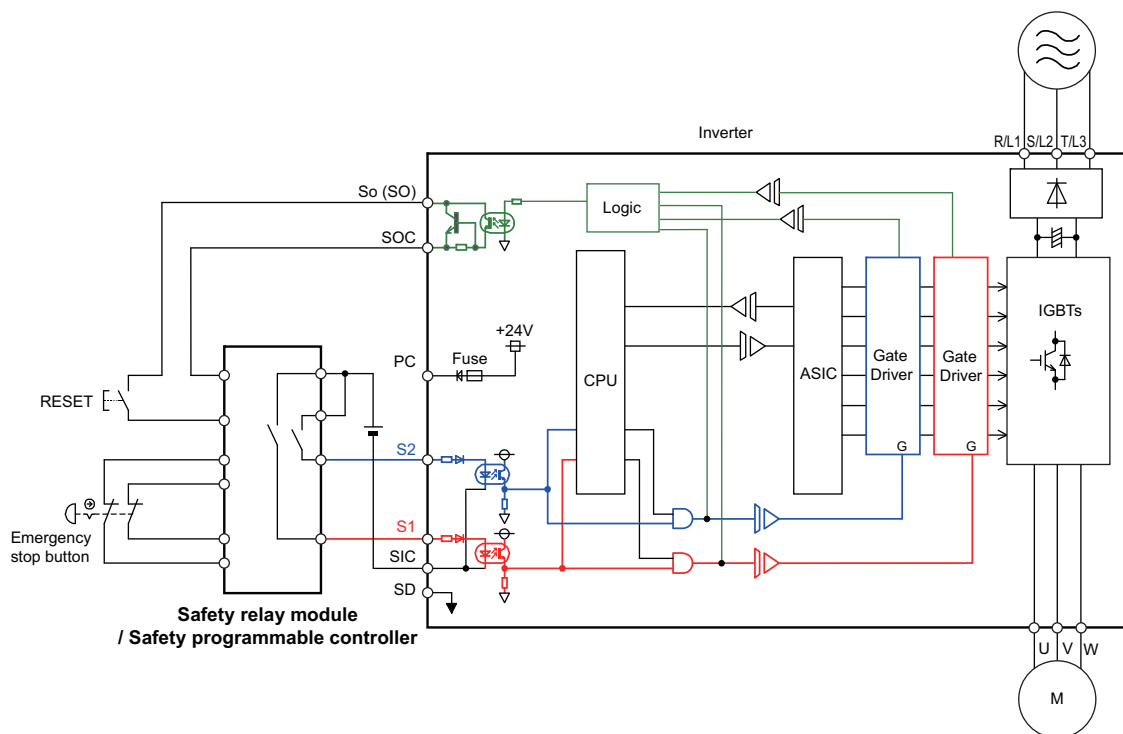 Inverter
R/L1 S/L2 T/L3
So (SO)
SOC
Logic
+24V
PC
Fuse
CPU
ASIC
Gate
Driver
Gate
Driver
IGBTs
RESET
S2
G
G
S1
Emergency
stop button
SIC
SD
Safety relay module
/ Safety programmable controller
U V W
M